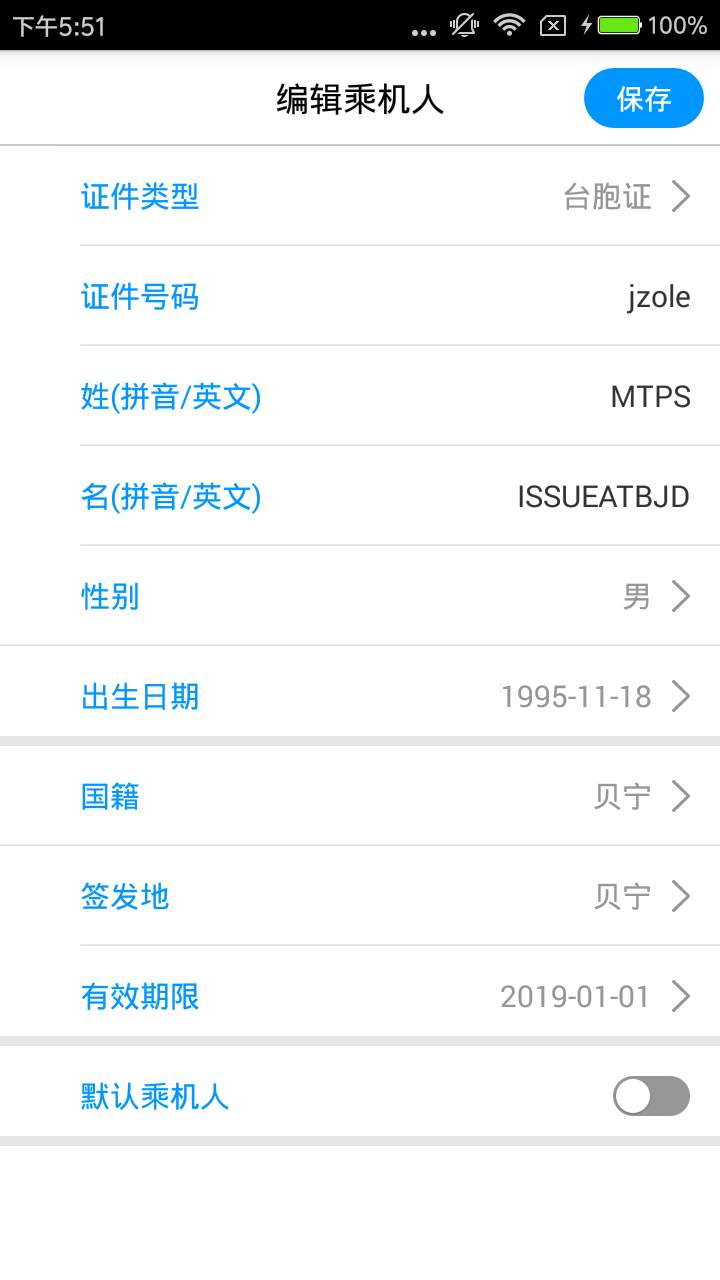 下午5:51
100%
编辑乘机人
保存
证件类型
台胞证
证件号码
jzole
姓(拼音/英文)
MTPS
名(拼音/英文)
ISSUEATBJD
性别
男
出生日期
1995-11-18
国籍
贝宁
签发地
贝宁
有效期限
2019-01-01
默认乘机人